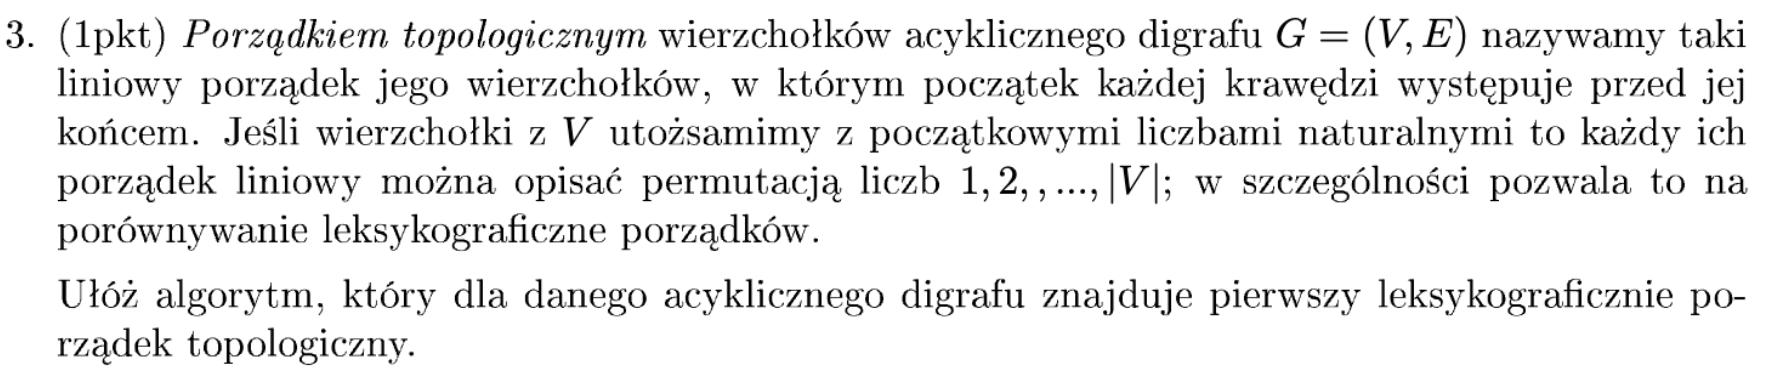 3. (1pkt) Porządkiem topologicznym wierzchołków acyklicznego digrafu G = (V, E) nazywamy taki
liniowy porządek jego wierzchołków, w którym początek każdej krawędzi występuje przed jej
końcem. Jeśli wierzchołki z V utożsamimy z początkowymi liczbami naturalnymi to każdy ich
porządek liniowy można opisać permutacją liczb 1, 2, , ..., |V|; w szczególności pozwala to na
porównywanie leksykograficzne porządków.
Ułóż algorytm, który dla danego acyklicznego digrafu znajduje pierwszy leksykograficznie po-
rządek topologiczny.